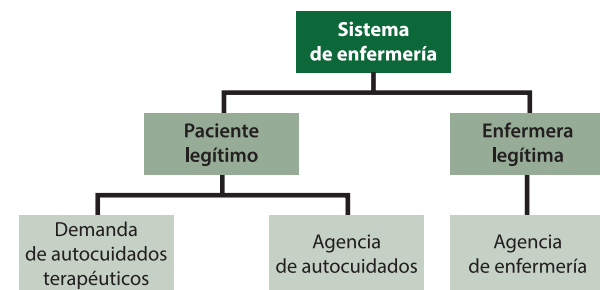 Sistema
de enfermería
Paciente
legítimo
Enfermera
legítima
Demanda
de autocuidados
terapéuticos
Agencia
de autocuidados
Agencia
de enfermería